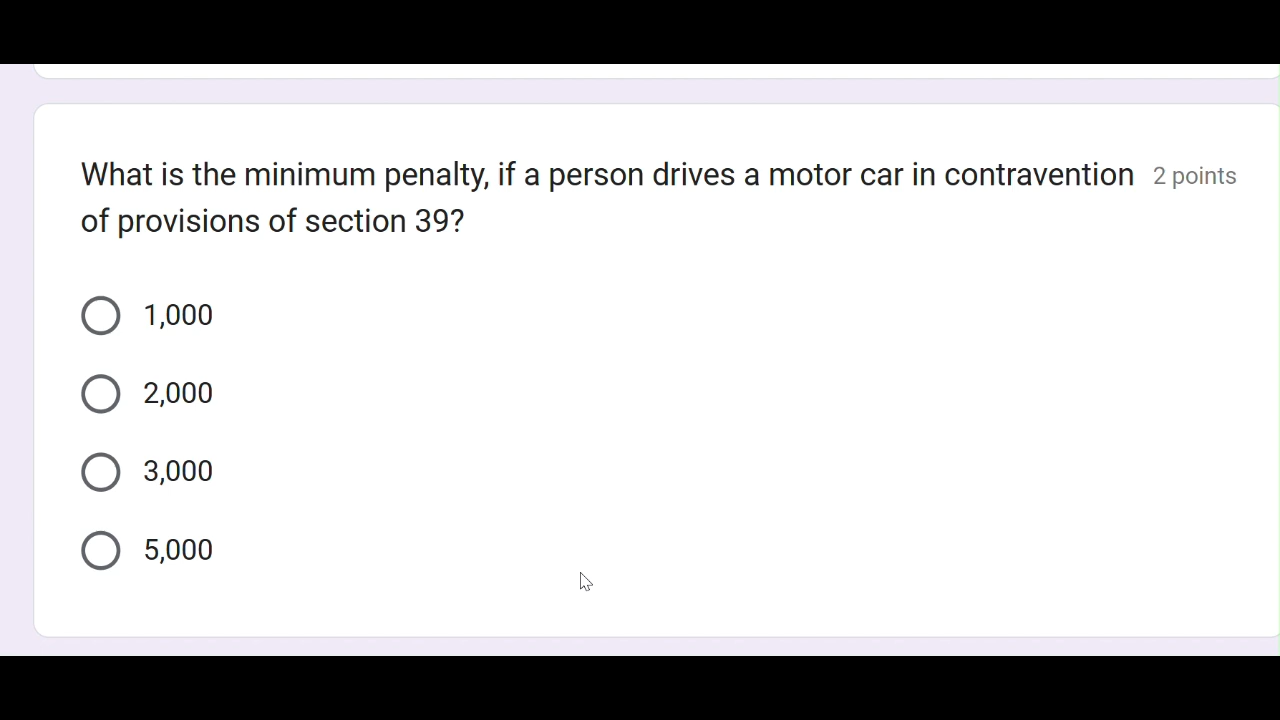 What is the minimum penalty, if a person drives a motor car in contravention 2 points
of provisions of section 39?
1,000
2,000
3,000
5,000